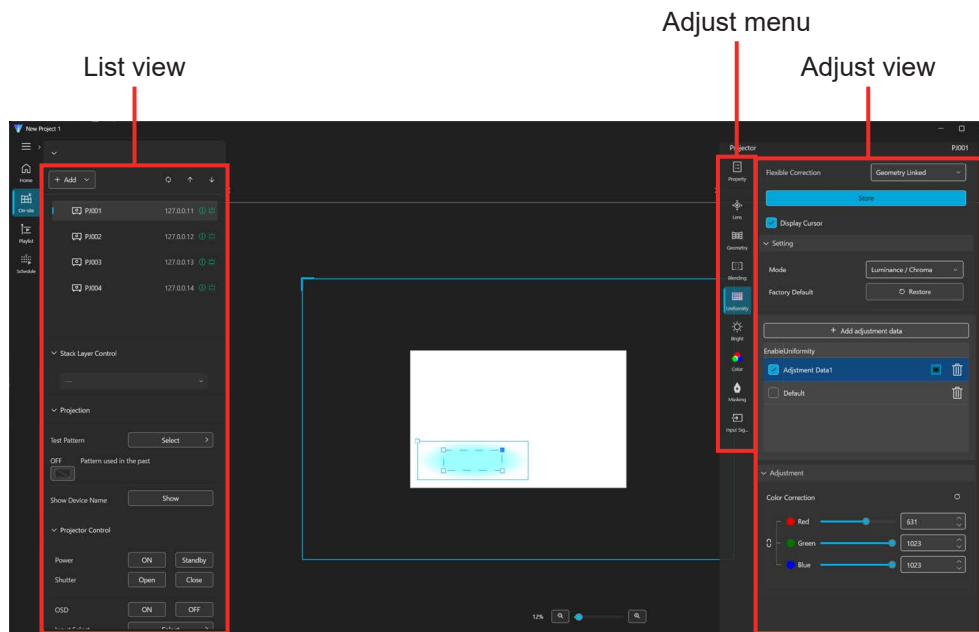 Adjust menu
List view
Adjust view
New Project 1
Projector
PJ001
Home
On-site
Playlist
Schedule
+ Add
PJ001 127.0.0.11
PJ002 127.0.0.12
PJ003 127.0.0.13
PJ004 127.0.0.14
Stack Layer Control
---
Projection
Test Pattern Select
OFF Pattern used in the past
Show Device Name Show
Projector Control
Power ON Standby
Shutter Open Close
OSD ON OFF
Input Select Select
12%
Property
Lens
Geometry
Blending
Uniformity
Bright
Color
Masking
Input Sig...
Flexible Correction Geometry Linked
Store
Display Cursor
Setting
Mode Luminance / Chroma
Factory Default Restore
+ Add adjustment data
EnableUniformity
Adjstment Data1
Default
Adjustment
Color Correction
Red 631
Green 1023
Blue 1023